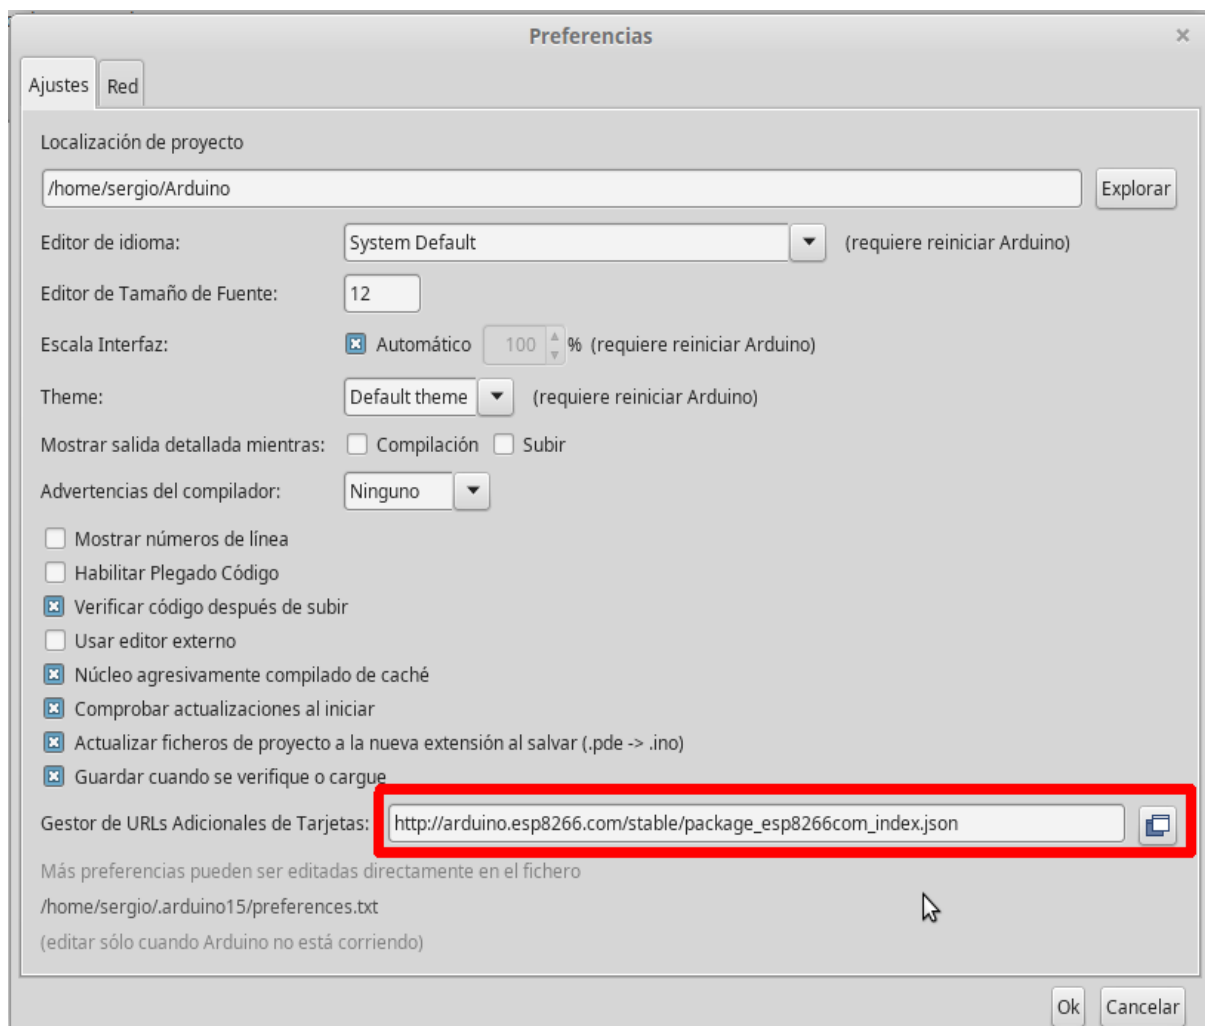 Preferencias
Ajustes Red
Localización de proyecto
/home/sergio/Arduino Explorar
Editor de idioma: System Default (requiere reiniciar Arduino)
Editor de Tamaño de Fuente: 12
Escala Interfaz: Automático 100 % (requiere reiniciar Arduino)
Theme: Default theme (requiere reiniciar Arduino)
Mostrar salida detallada mientras: Compilación Subir
Advertencias del compilador: Ninguno
Mostrar números de línea
Habilitar Plegado Código
Verificar código después de subir
Usar editor externo
Núcleo agresivamente compilado de caché
Comprobar actualizaciones al iniciar
Actualizar ficheros de proyecto a la nueva extensión al salvar (.pde -> .ino)
Guardar cuando se verifique o cargue
Gestor de URLs Adicionales de Tarjetas: http://arduino.esp8266.com/stable/package_esp8266com_index.json
Más preferencias pueden ser editadas directamente en el fichero
/home/sergio/.arduino15/preferences.txt
(editar sólo cuando Arduino no está corriendo)
Ok Cancelar